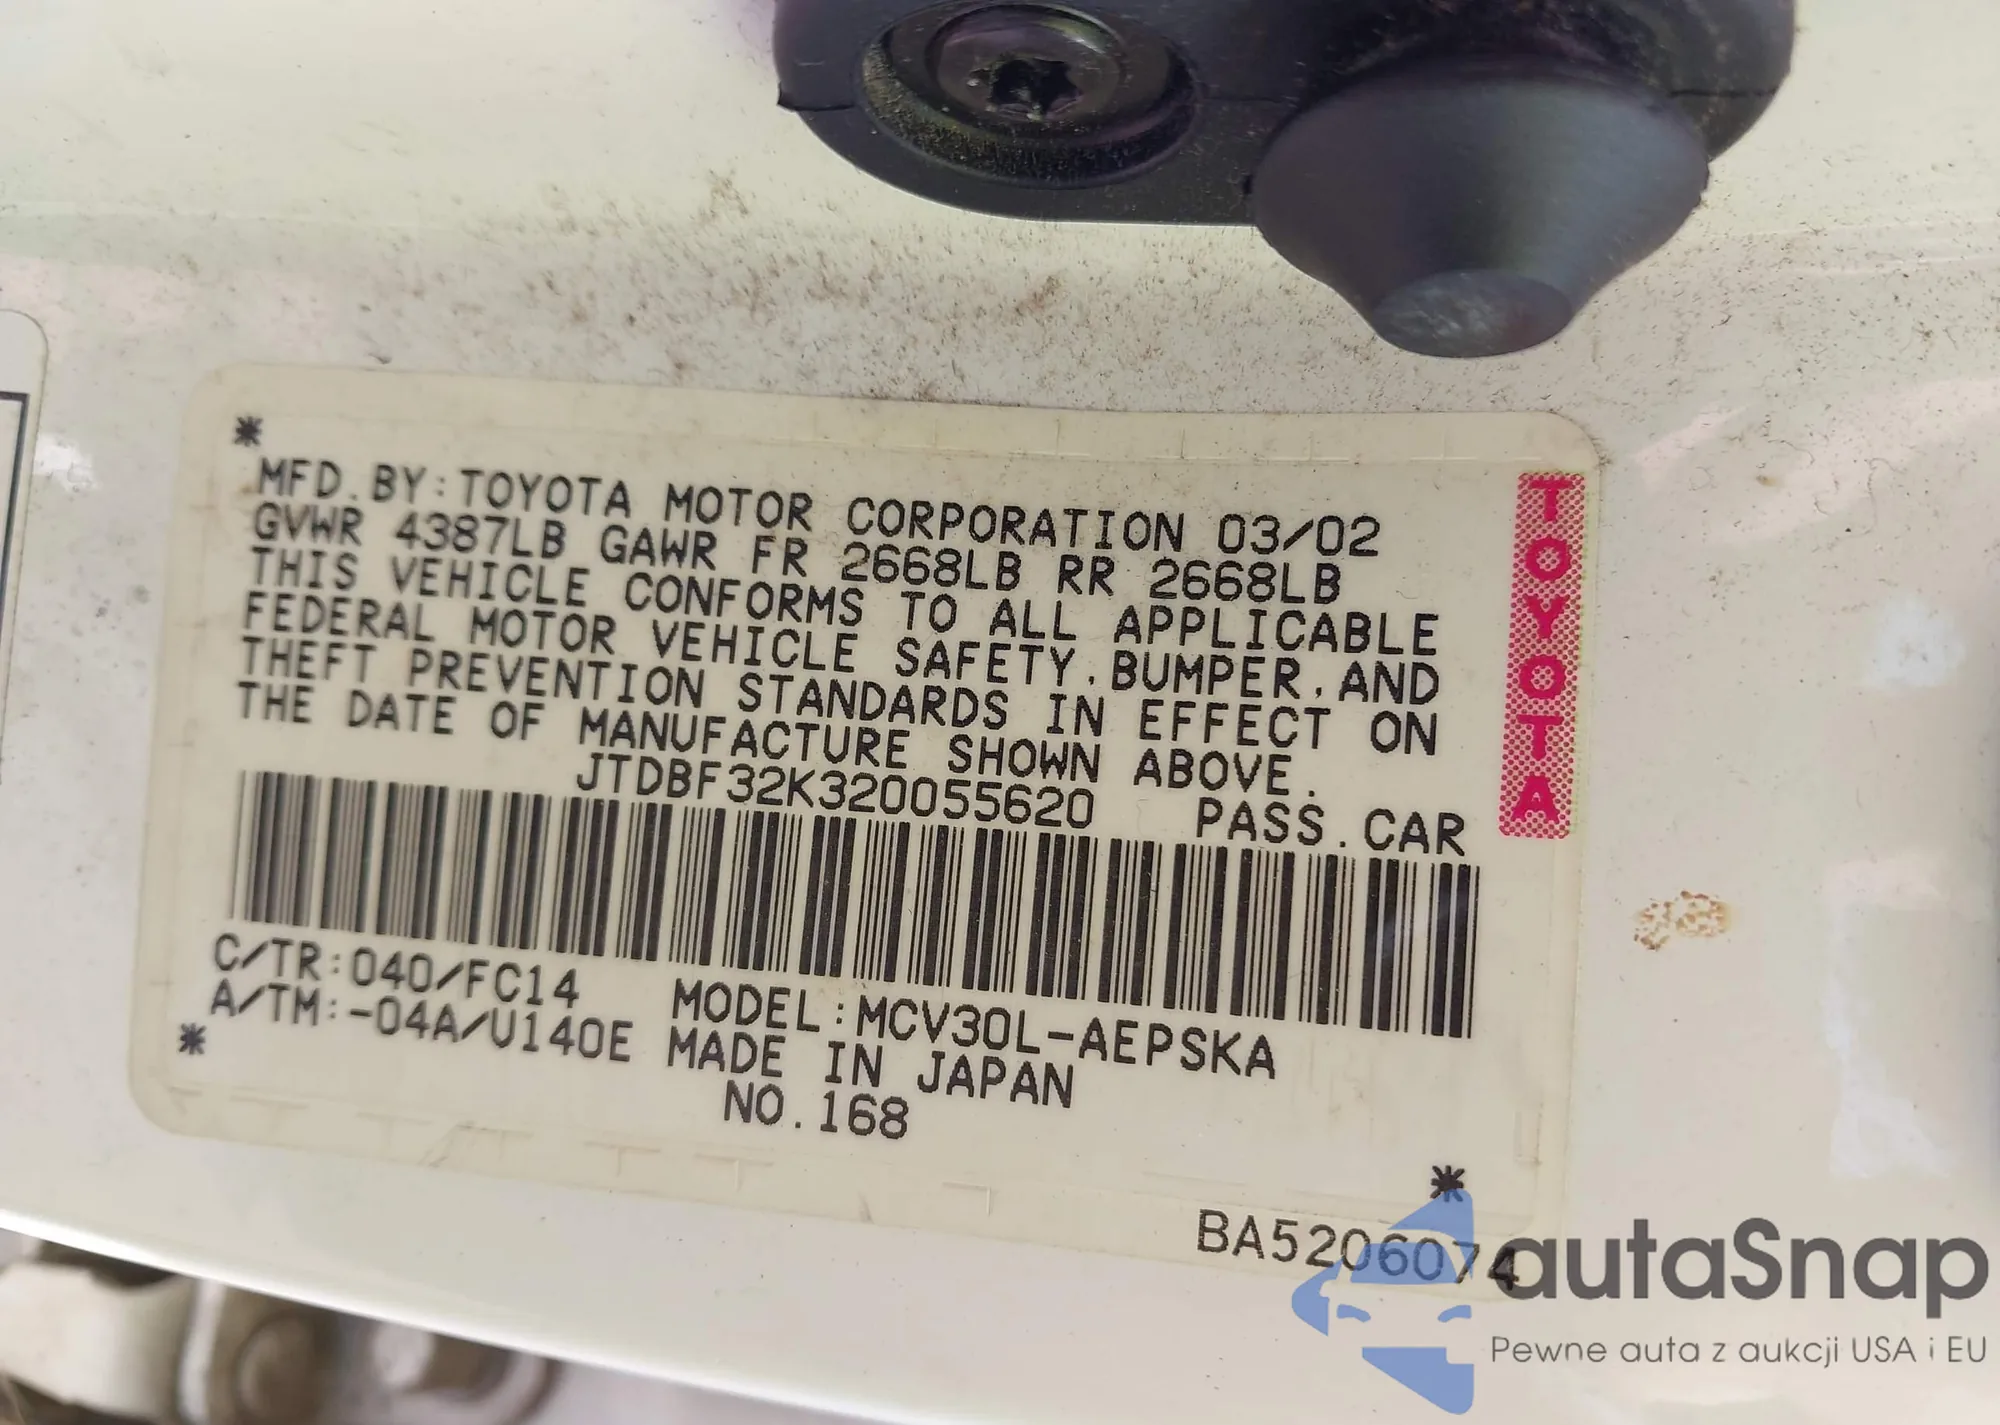 *
MFD.BY:TOYOTA MOTOR CORPORATION 03/02
GVWR 4387LB GAWR FR 2668LB RR 2668LB
THIS VEHICLE CONFORMS TO ALL APPLICABLE
FEDERAL MOTOR VEHICLE SAFETY,BUMPER,AND
THEFT PREVENTION STANDARDS IN EFFECT ON
THE DATE OF MANUFACTURE SHOWN ABOVE.
JTDBF32K320055620 PASS.CAR
TOYOTA
C/TR:040/FC14 MODEL:MCV30L-AEPSKA
A/TM:-04A/U140E MADE IN JAPAN
* NO.168
*
BA5206074
autaSnap
Pewne auta z aukcji USA i EU